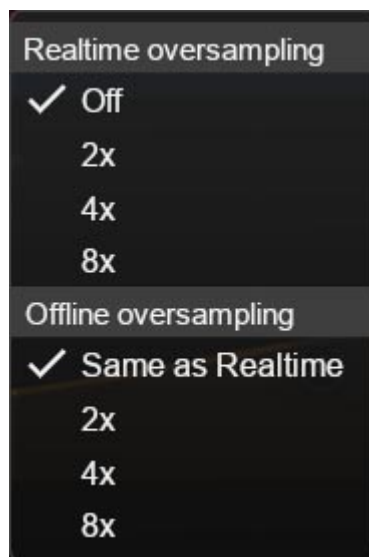 Realtime oversampling
Off
2x
4x
8x
Offline oversampling
Same as Realtime
2x
4x
8x